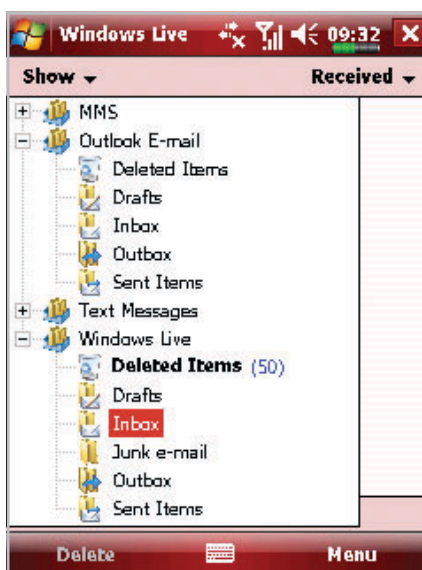 Windows Live 09:32
Show Received
MMS
Outlook E-mail
Deleted Items
Drafts
Inbox
Outbox
Sent Items
Text Messages
Windows Live
Deleted Items (50)
Drafts
Inbox
Junk e-mail
Outbox
Sent Items
Delete Menu